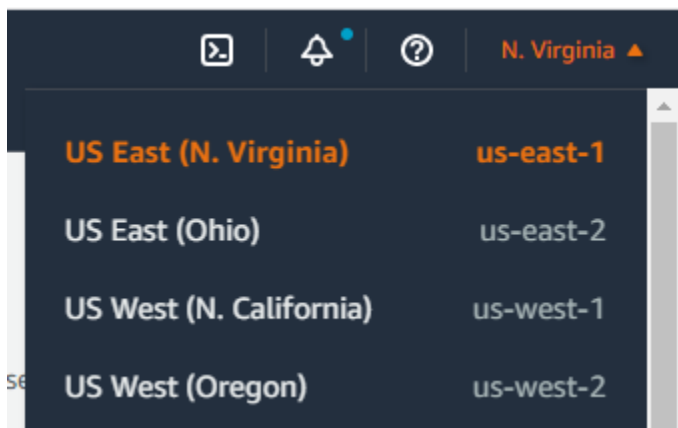 N. Virginia ▲
US East (N. Virginia) us-east-1
US East (Ohio) us-east-2
US West (N. California) us-west-1
se
US West (Oregon) us-west-2